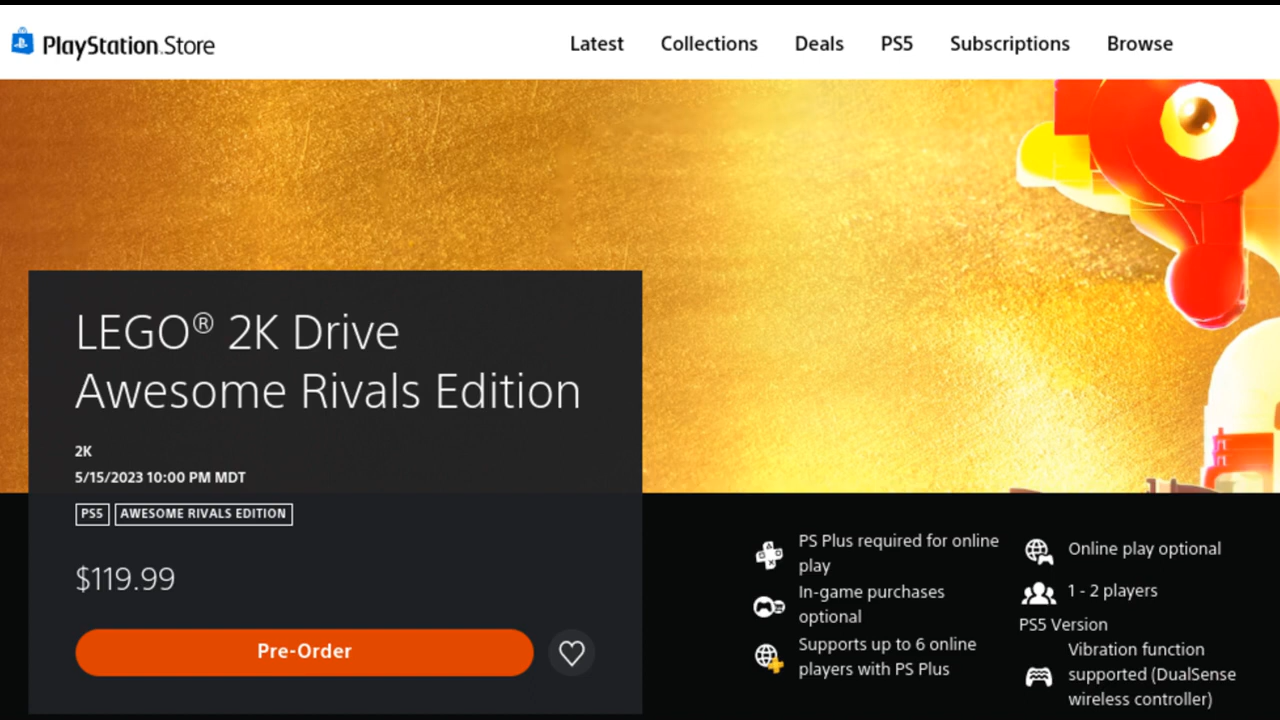 PlayStation.Store
Latest Collections Deals PS5 Subscriptions Browse
LEGO® 2K Drive
Awesome Rivals Edition
2K
5/15/2023 10:00 PM MDT
PS5 AWESOME RIVALS EDITION
$119.99
Pre-Order
PS Plus required for online
play
In-game purchases
optional
Supports up to 6 online
players with PS Plus
Online play optional
1 - 2 players
PS5 Version
Vibration function
supported (DualSense
wireless controller)